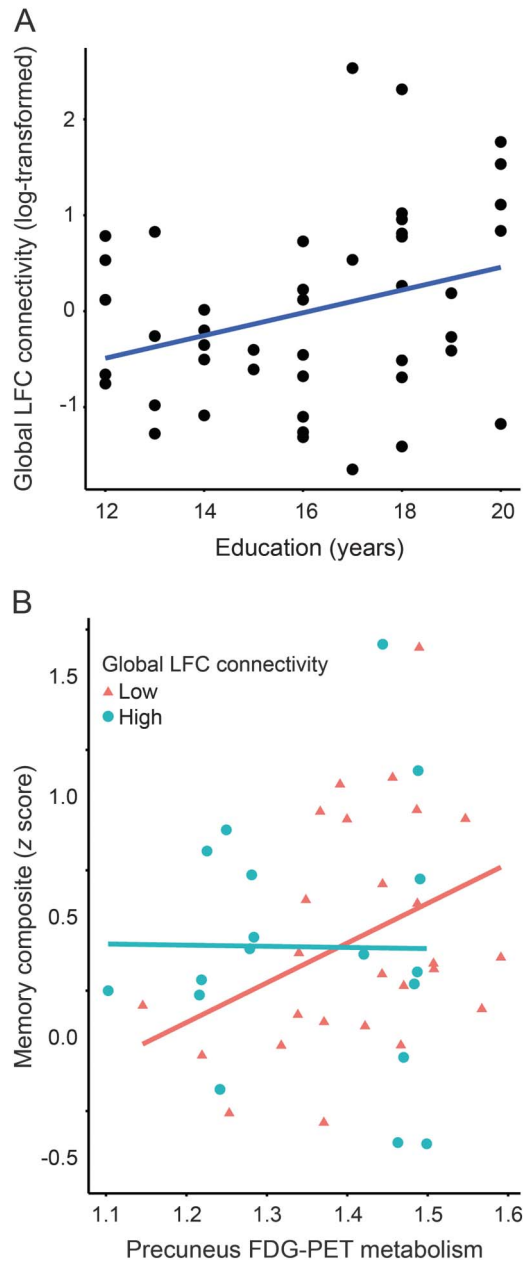 A
Global LFC connectivity (log-transformed)
2
1
0
-1
12 14 16 18 20
Education (years)
B
Global LFC connectivity
Low
High
Memory composite (z score)
1.5
1.0
0.5
0.0
-0.5
1.1 1.2 1.3 1.4 1.5 1.6
Precuneus FDG-PET metabolism